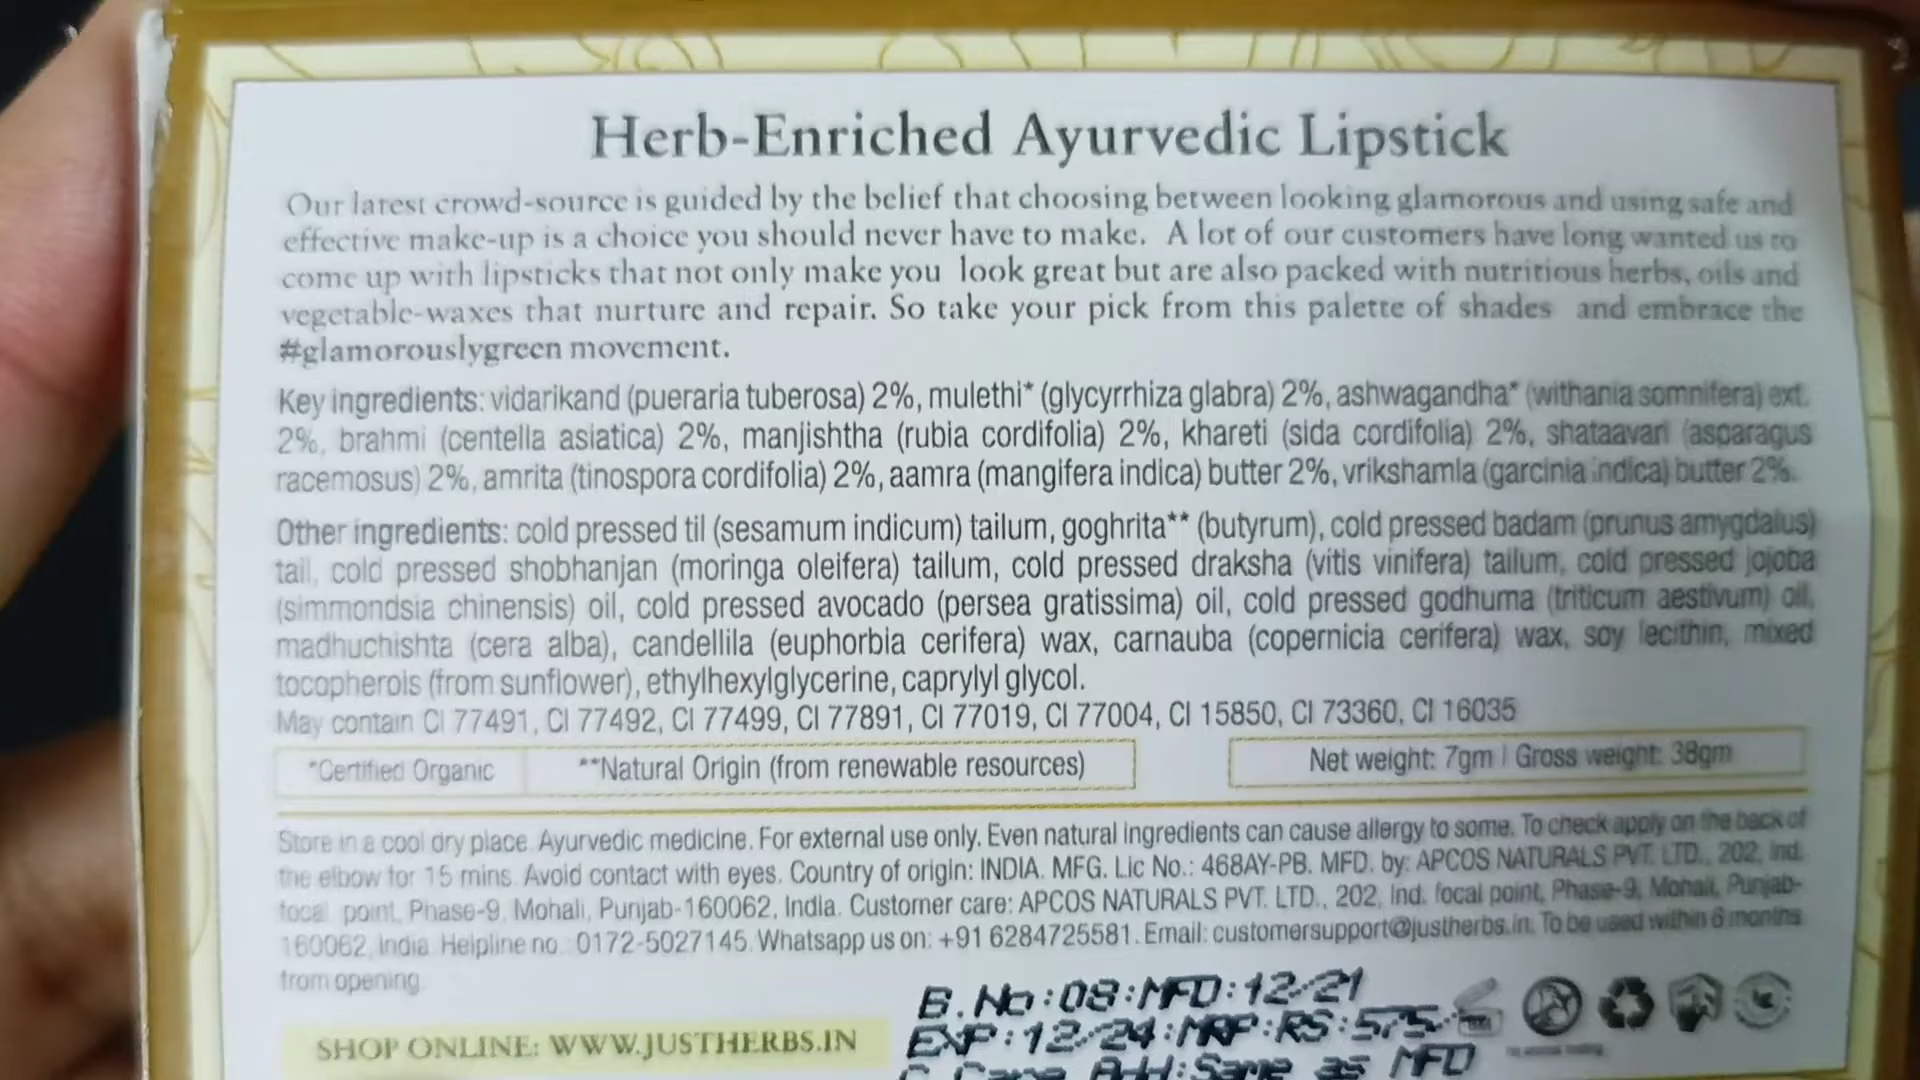 Herb-Enriched Ayurvedic Lipstick
Our latest crowd-source is guided by the belief that choosing between looking glamorous and using safe and
effective make-up is a choice you should never have to make. A lot of our customers have long wanted us to
come up with lipsticks that not only make you look great but are also packed with nutritious herbs, oils and
vegetable-waxes that nurture and repair. So take your pick from this palette of shades and embrace the
#glamorouslygreen movement.
Key ingredients: vidarikand (pueraria tuberosa) 2%, mulethi* (glycyrrhiza glabra) 2%, ashwagandha* (withania somnifera) ext.
2%, brahmi (centella asiatica) 2%, manjishtha (rubia cordifolia) 2%, khareti (sida cordifolia) 2%, shataavari (asparagus
racemosus) 2%, amrita (tinospora cordifolia) 2%, aamra (mangifera indica) butter 2%, vrikshamla (garcinia indica) butter 2%.
Other ingredients: cold pressed til (sesamum indicum) tailum, goghrita** (butyrum), cold pressed badam (prunus amygdalus)
tail, cold pressed shobhanjan (moringa oleifera) tailum, cold pressed draksha (vitis vinifera) tailum, cold pressed jojoba
(simmondsia chinensis) oil, cold pressed avocado (persea gratissima) oil, cold pressed godhuma (triticum aestivum) oil,
madhuchishta (cera alba), candellila (euphorbia cerifera) wax, carnauba (copernicia cerifera) wax, soy lecithin, mixed
tocopherols (from sunflower), ethylhexylglycerine, caprylyl glycol.
May contain CI 77491, CI 77492, CI 77499, CI 77891, CI 77019, CI 77004, CI 15850, CI 73360, CI 16035
*Certified Organic **Natural Origin (from renewable resources) Net weight: 7gm | Gross weight: 38gm
Store in a cool dry place. Ayurvedic medicine. For external use only. Even natural ingredients can cause allergy to some. To check apply on the back of
the elbow for 15 mins. Avoid contact with eyes. Country of origin: INDIA. MFG. Lic No.: 468AY-PB. MFD. by: APCOS NATURALS PVT. LTD., 202, Ind.
focal point, Phase-9, Mohali, Punjab-160062, India. Customer care: APCOS NATURALS PVT. LTD., 202, Ind. focal point, Phase-9, Mohali, Punjab-
160062, India. Helpline no.: 0172-5027145. Whatsapp us on: +91 6284725581. Email: customersupport@justherbs.in. To be used within 6 months
from opening.
B.No:08:MFD:12/21
EXP:12/24:MRP:RS:575
SHOP ONLINE: WWW.JUSTHERBS.IN
C.Care Add:Same as MFD